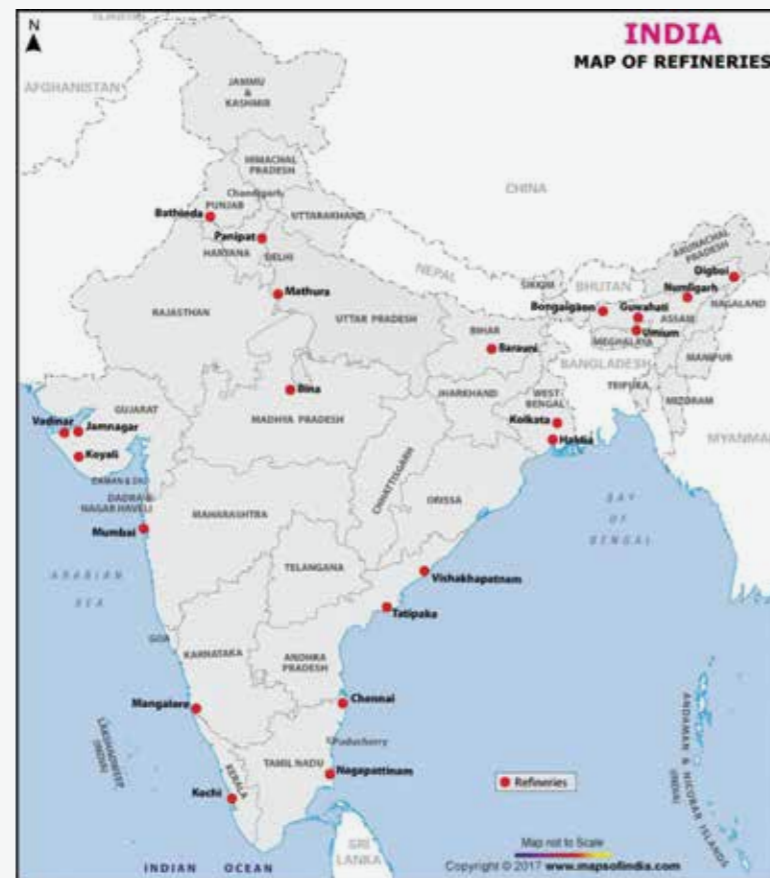 N
INDIA
MAP OF REFINERIES
AFGHANISTAN
JAMMU
&
KASHMIR
HIMACHAL
PRADESH
CHINA
Chandigarh
PUNJAB
Bathinda
UTTARAKHAND
Panipat
HARYANA
DELHI
ARUNACHAL
PRADESH
Digboi
NEPAL
SIKKIM
BHUTAN
Numligarh
Mathura
RAJASTHAN
UTTAR PRADESH
Bongaigaon
Guwahati
ASSAM
NAGALAND
BIHAR
Umium
Barauni
MEGHALAYA
MANIPUR
BANGLADESH
Bina
JHARKHAND
WEST
BENGAL
TRIPURA
MIZORAM
GUJARAT
MADHYA PRADESH
Vadinar
Jamnagar
Kolkata
Haldia
MYANMAR
Koyali
CHHATTISGARH
DAMAN & DIU
DADRA &
NAGAR HAVELI
ORISSA
MAHARASHTRA
Mumbai
BAY
OF
BENGAL
TELANGANA
Vishakhapatnam
ARABIAN
SEA
Tatipaka
GOA
KARNATAKA
ANDHRA
PRADESH
Mangalore
Chennai
LAKSHADWEEP
(INDIA)
Puducherry
ANDAMAN & NICOBAR ISLANDS
(INDIA)
TAMIL NADU
Nagapattinam
KERALA
Kochi
Refineries
SRI
LANKA
Map not to Scale
INDIAN OCEAN
Copyright © 2017 www.mapsofindia.com